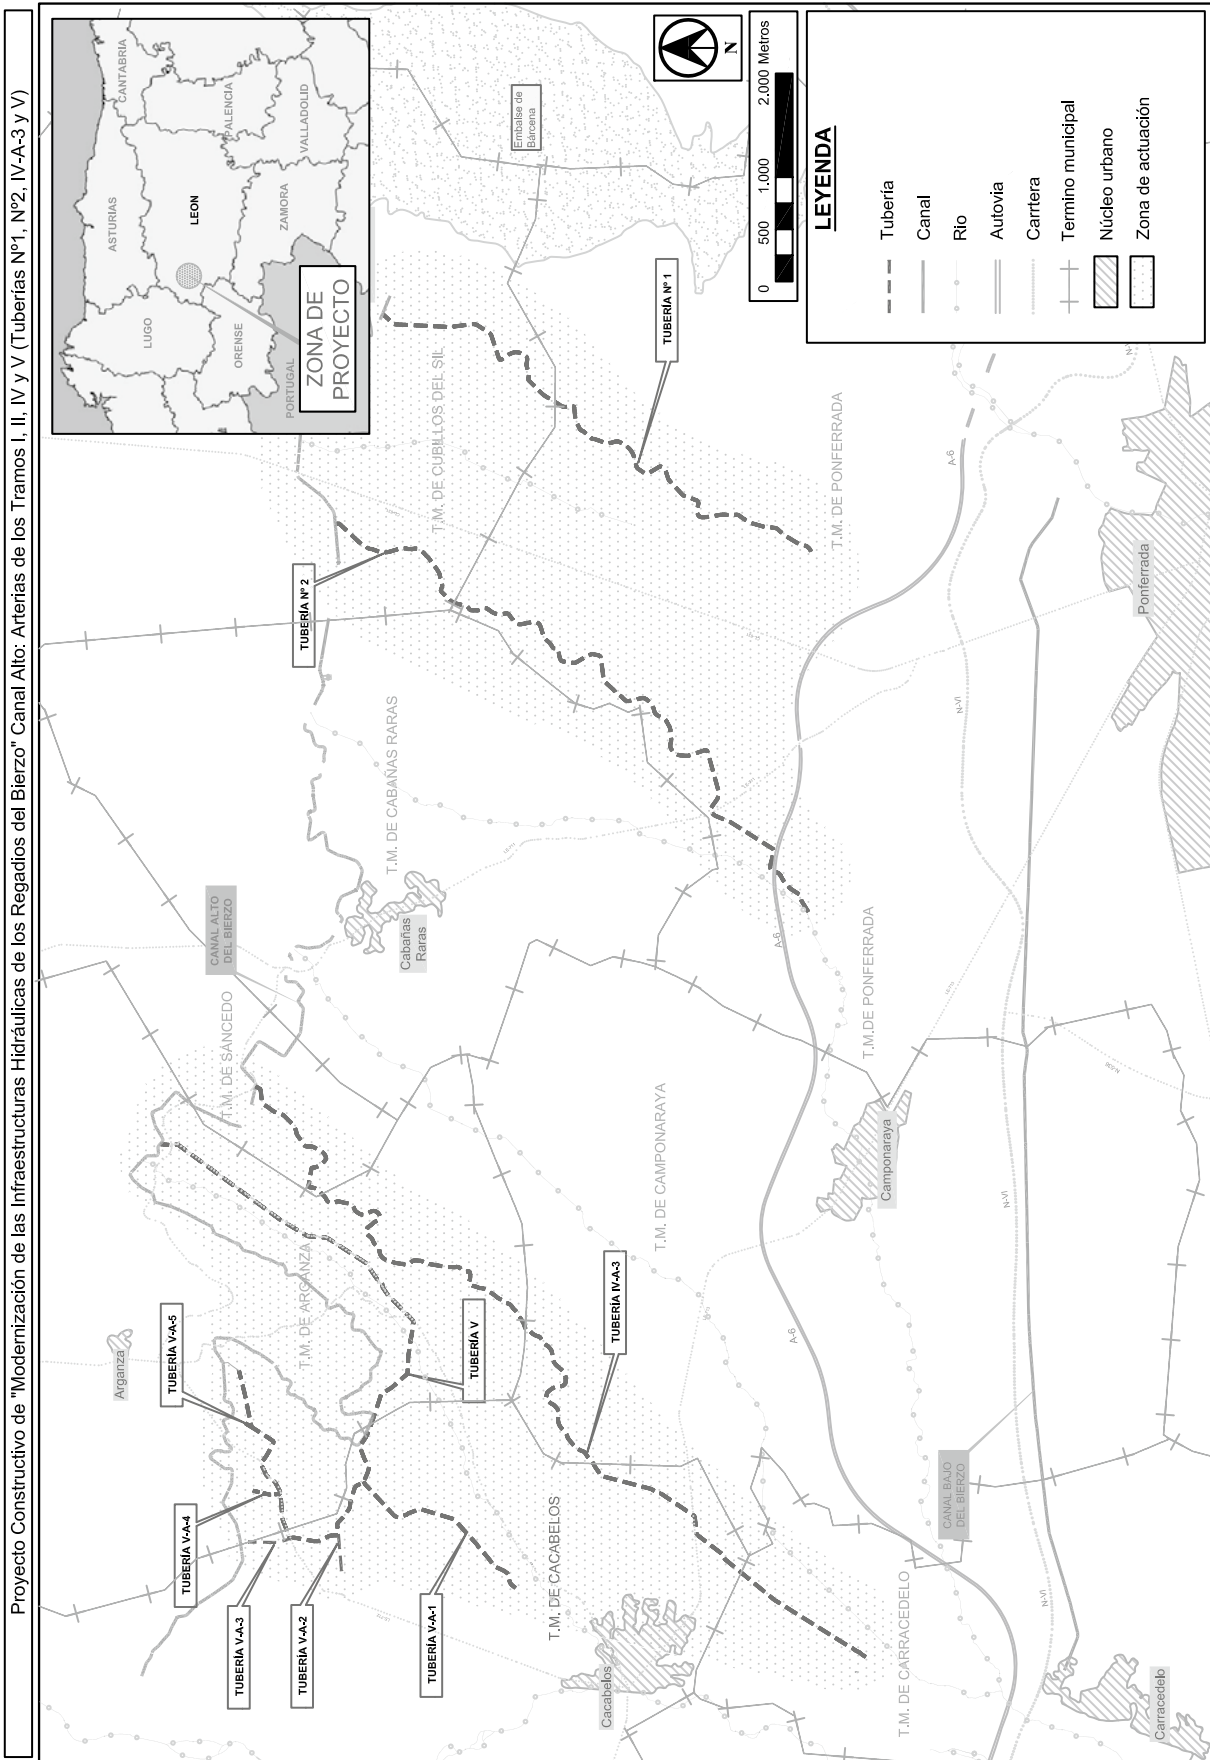 Proyecto Constructivo de "Modernización de las Infraestructuras Hidráulicas de los Regadios del Bierzo" Canal Alto: Arterias de los Tramos I, II, IV y V (Tuberías Nº1, Nº2, IV-A-3 y V)
CANTABRIA
ASTURIAS
PALENCIA
LEON
VALLADOLID
LUGO
ZAMORA
ORENSE
PORTUGAL
ZONA DE
PROYECTO
Embalse de
Bárcena
N
0 500 1.000 2.000 Metros
LEYENDA
Tubería
Canal
Rio
Autovia
Carrtera
Termino municipal
Núcleo urbano
Zona de actuación
TUBERÍA Nº 1
TUBERÍA Nº 2
T.M. DE CUBILLOS DEL SIL
T.M. DE PONFERRADA
T.M. DE CABAÑAS RARAS
CANAL ALTO
DEL BIERZO
Cabañas
Raras
T.M. DE SANCEDO
T.M. DE ARGANZA
Arganza
TUBERÍA V-A-5
TUBERÍA V-A-4
TUBERÍA V-A-3
TUBERÍA V-A-2
TUBERÍA V-A-1
TUBERÍA V
TUBERÍA IV-A-3
T.M. DE CAMPONARAYA
T.M.DE PONFERRADA
Camponaraya
Ponferrada
A-6
A-6
A-6
N-VI
N-VI
N-VI
N-VI
T.M. DE CACABELOS
Cacabelos
T.M. DE CARRACEDELO
CANAL BAJO
DEL BIERZO
Carracedelo